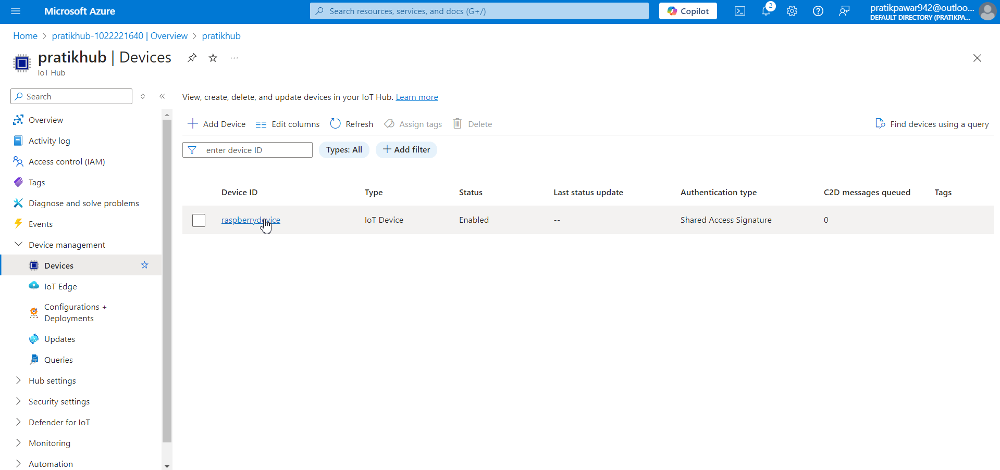 Microsoft Azure
Search resources, services, and docs (G+/)
Copilot
2
pratikpawar942@outloo...
DEFAULT DIRECTORY (PRATIKPA...
Home > pratikhub-1022221640 | Overview > pratikhub
pratikhub | Devices
IoT Hub
Search
View, create, delete, and update devices in your IoT Hub. Learn more
Overview
Activity log
Access control (IAM)
Tags
Diagnose and solve problems
Events
Device management
Devices
IoT Edge
Configurations +
Deployments
Updates
Queries
Hub settings
Security settings
Defender for IoT
Monitoring
Automation
Add Device Edit columns Refresh Assign tags Delete Find devices using a query
enter device ID Types: All Add filter
Device ID Type Status Last status update Authentication type C2D messages queued Tags
raspberrydevice IoT Device Enabled -- Shared Access Signature 0